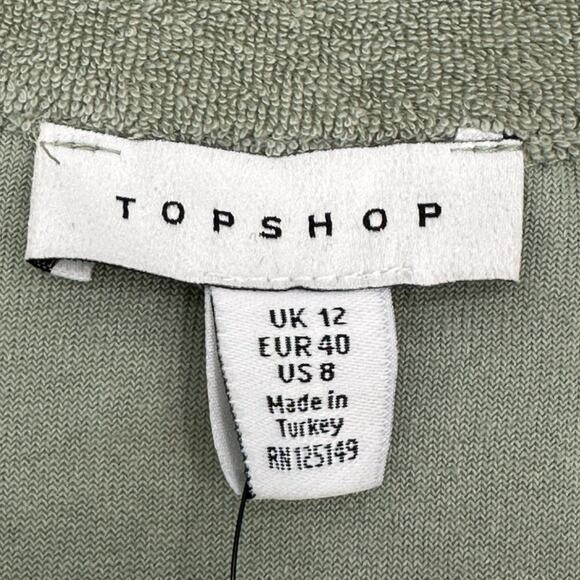 TOPSHOP
UK 12
EUR 40
US 8
Made in
Turkey
RN125149